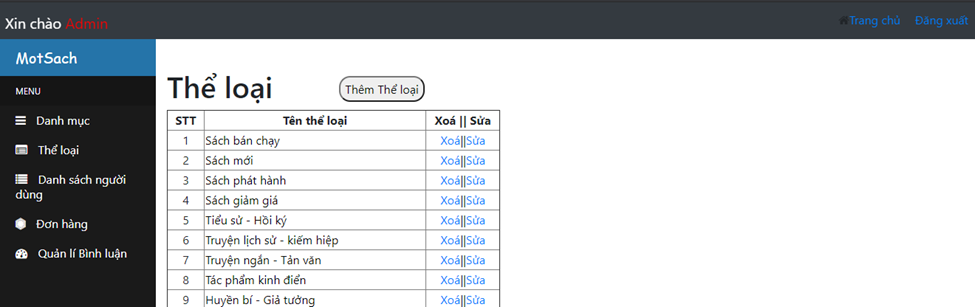 Xin chào Admin
Trang chủ Đăng xuất
MotSach
MENU
Danh mục
Thể loại
Danh sách người
dùng
Đơn hàng
Quản lí Bình luận
Thể loại
Thêm Thể loại
STT Tên thể loại Xoá || Sửa
1 Sách bán chạy Xoá||Sửa
2 Sách mới Xoá||Sửa
3 Sách phát hành Xoá||Sửa
4 Sách giảm giá Xoá||Sửa
5 Tiểu sử - Hồi ký Xoá||Sửa
6 Truyện lịch sử - kiếm hiệp Xoá||Sửa
7 Truyện ngắn - Tản văn Xoá||Sửa
8 Tác phẩm kinh điển Xoá||Sửa
9 Huyền bí - Giả tưởng Xoá||Sửa